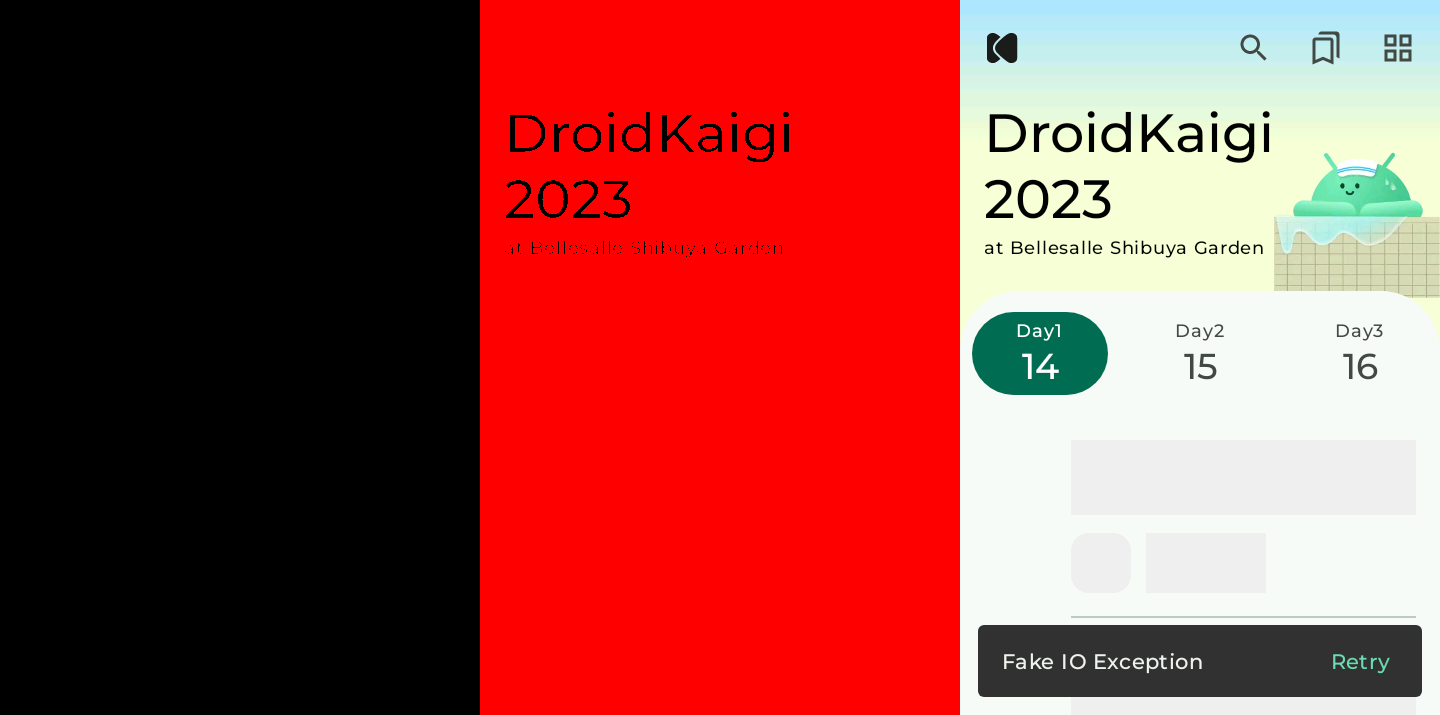 DroidKaigi
2023
at Bellesalle Shibuya Garden
DroidKaigi
2023
at Bellesalle Shibuya Garden
Day1
14
Day2
15
Day3
16
Fake IO Exception
Retry